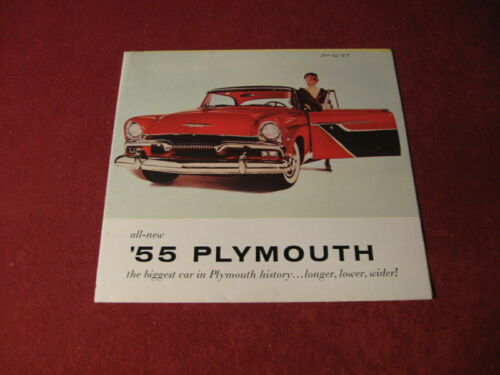 all-new
'55 PLYMOUTH
the biggest car in Plymouth history...longer, lower, wider!